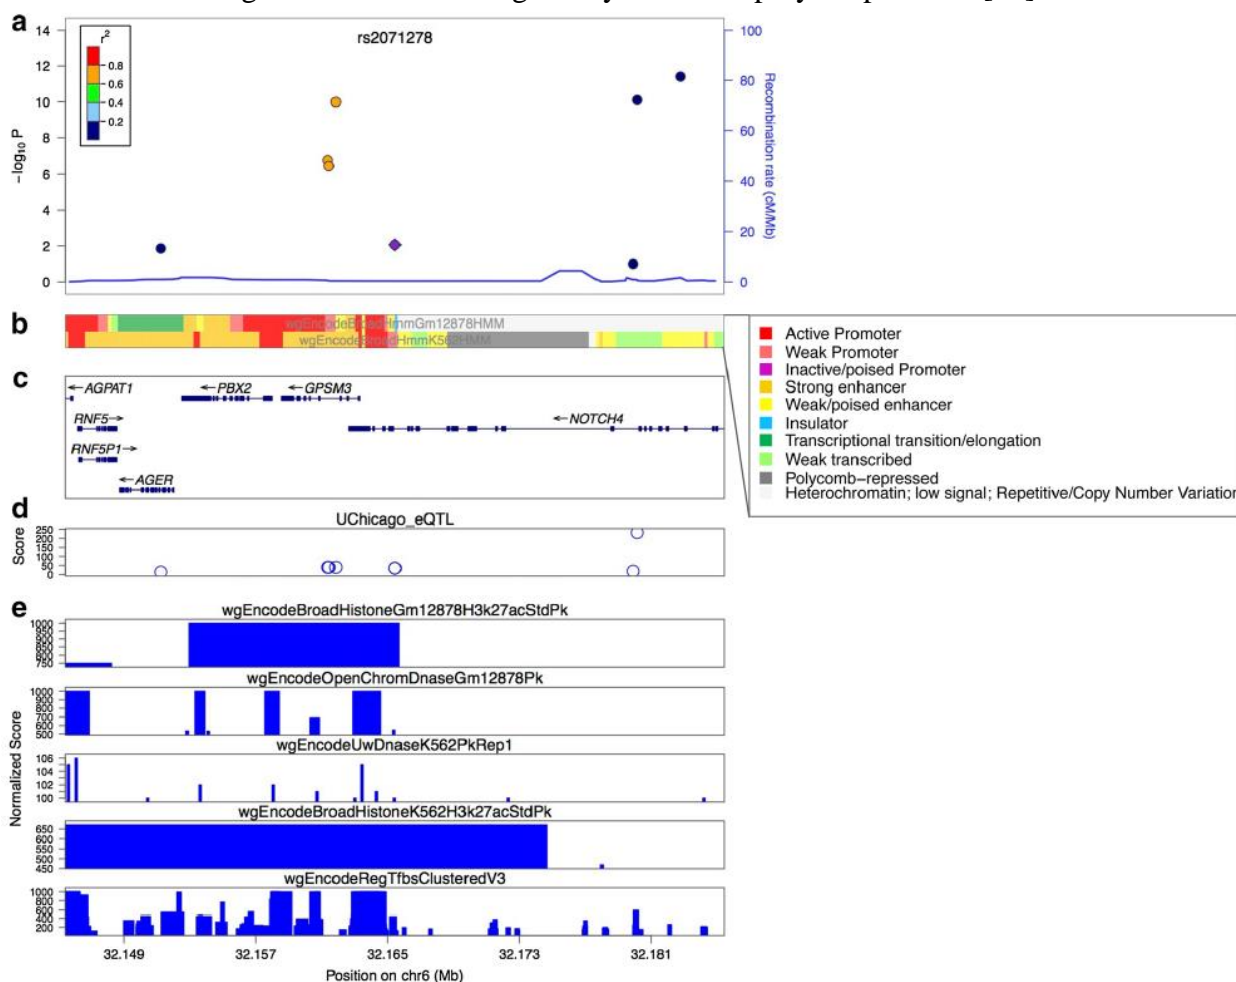 a
rs2071278
r2
0.8
0.6
0.4
0.2
14
12
10
8
6
4
2
0
−log10 P
100
80
60
40
20
0
Recombination rate (cM/Mb)
b
wgEncodeBroadHmmGm12878HMM
wgEncodeBroadHmmK562HMM
Active Promoter
Weak Promoter
Inactive/poised Promoter
Strong enhancer
Weak/poised enhancer
Insulator
Transcriptional transition/elongation
Weak transcribed
Polycomb−repressed
Heterochromatin; low signal; Repetitive/Copy Number Variation
c
←AGPAT1 ←PBX2 ←GPSM3
RNF5→ ←NOTCH4
RNF5P1→
←AGER
d
UChicago_eQTL
Score
250
200
150
100
50
0
e
Normalized Score
wgEncodeBroadHistoneGm12878H3k27acStdPk
1000
950
900
850
800
750
wgEncodeOpenChromDnaseGm12878Pk
1000
900
800
700
600
500
wgEncodeUwDnaseK562PkRep1
106
104
102
100
wgEncodeBroadHistoneK562H3k27acStdPk
650
600
550
500
450
wgEncodeRegTfbsClusteredV3
1000
800
600
400
200
32.149 32.157 32.165 32.173 32.181
Position on chr6 (Mb)